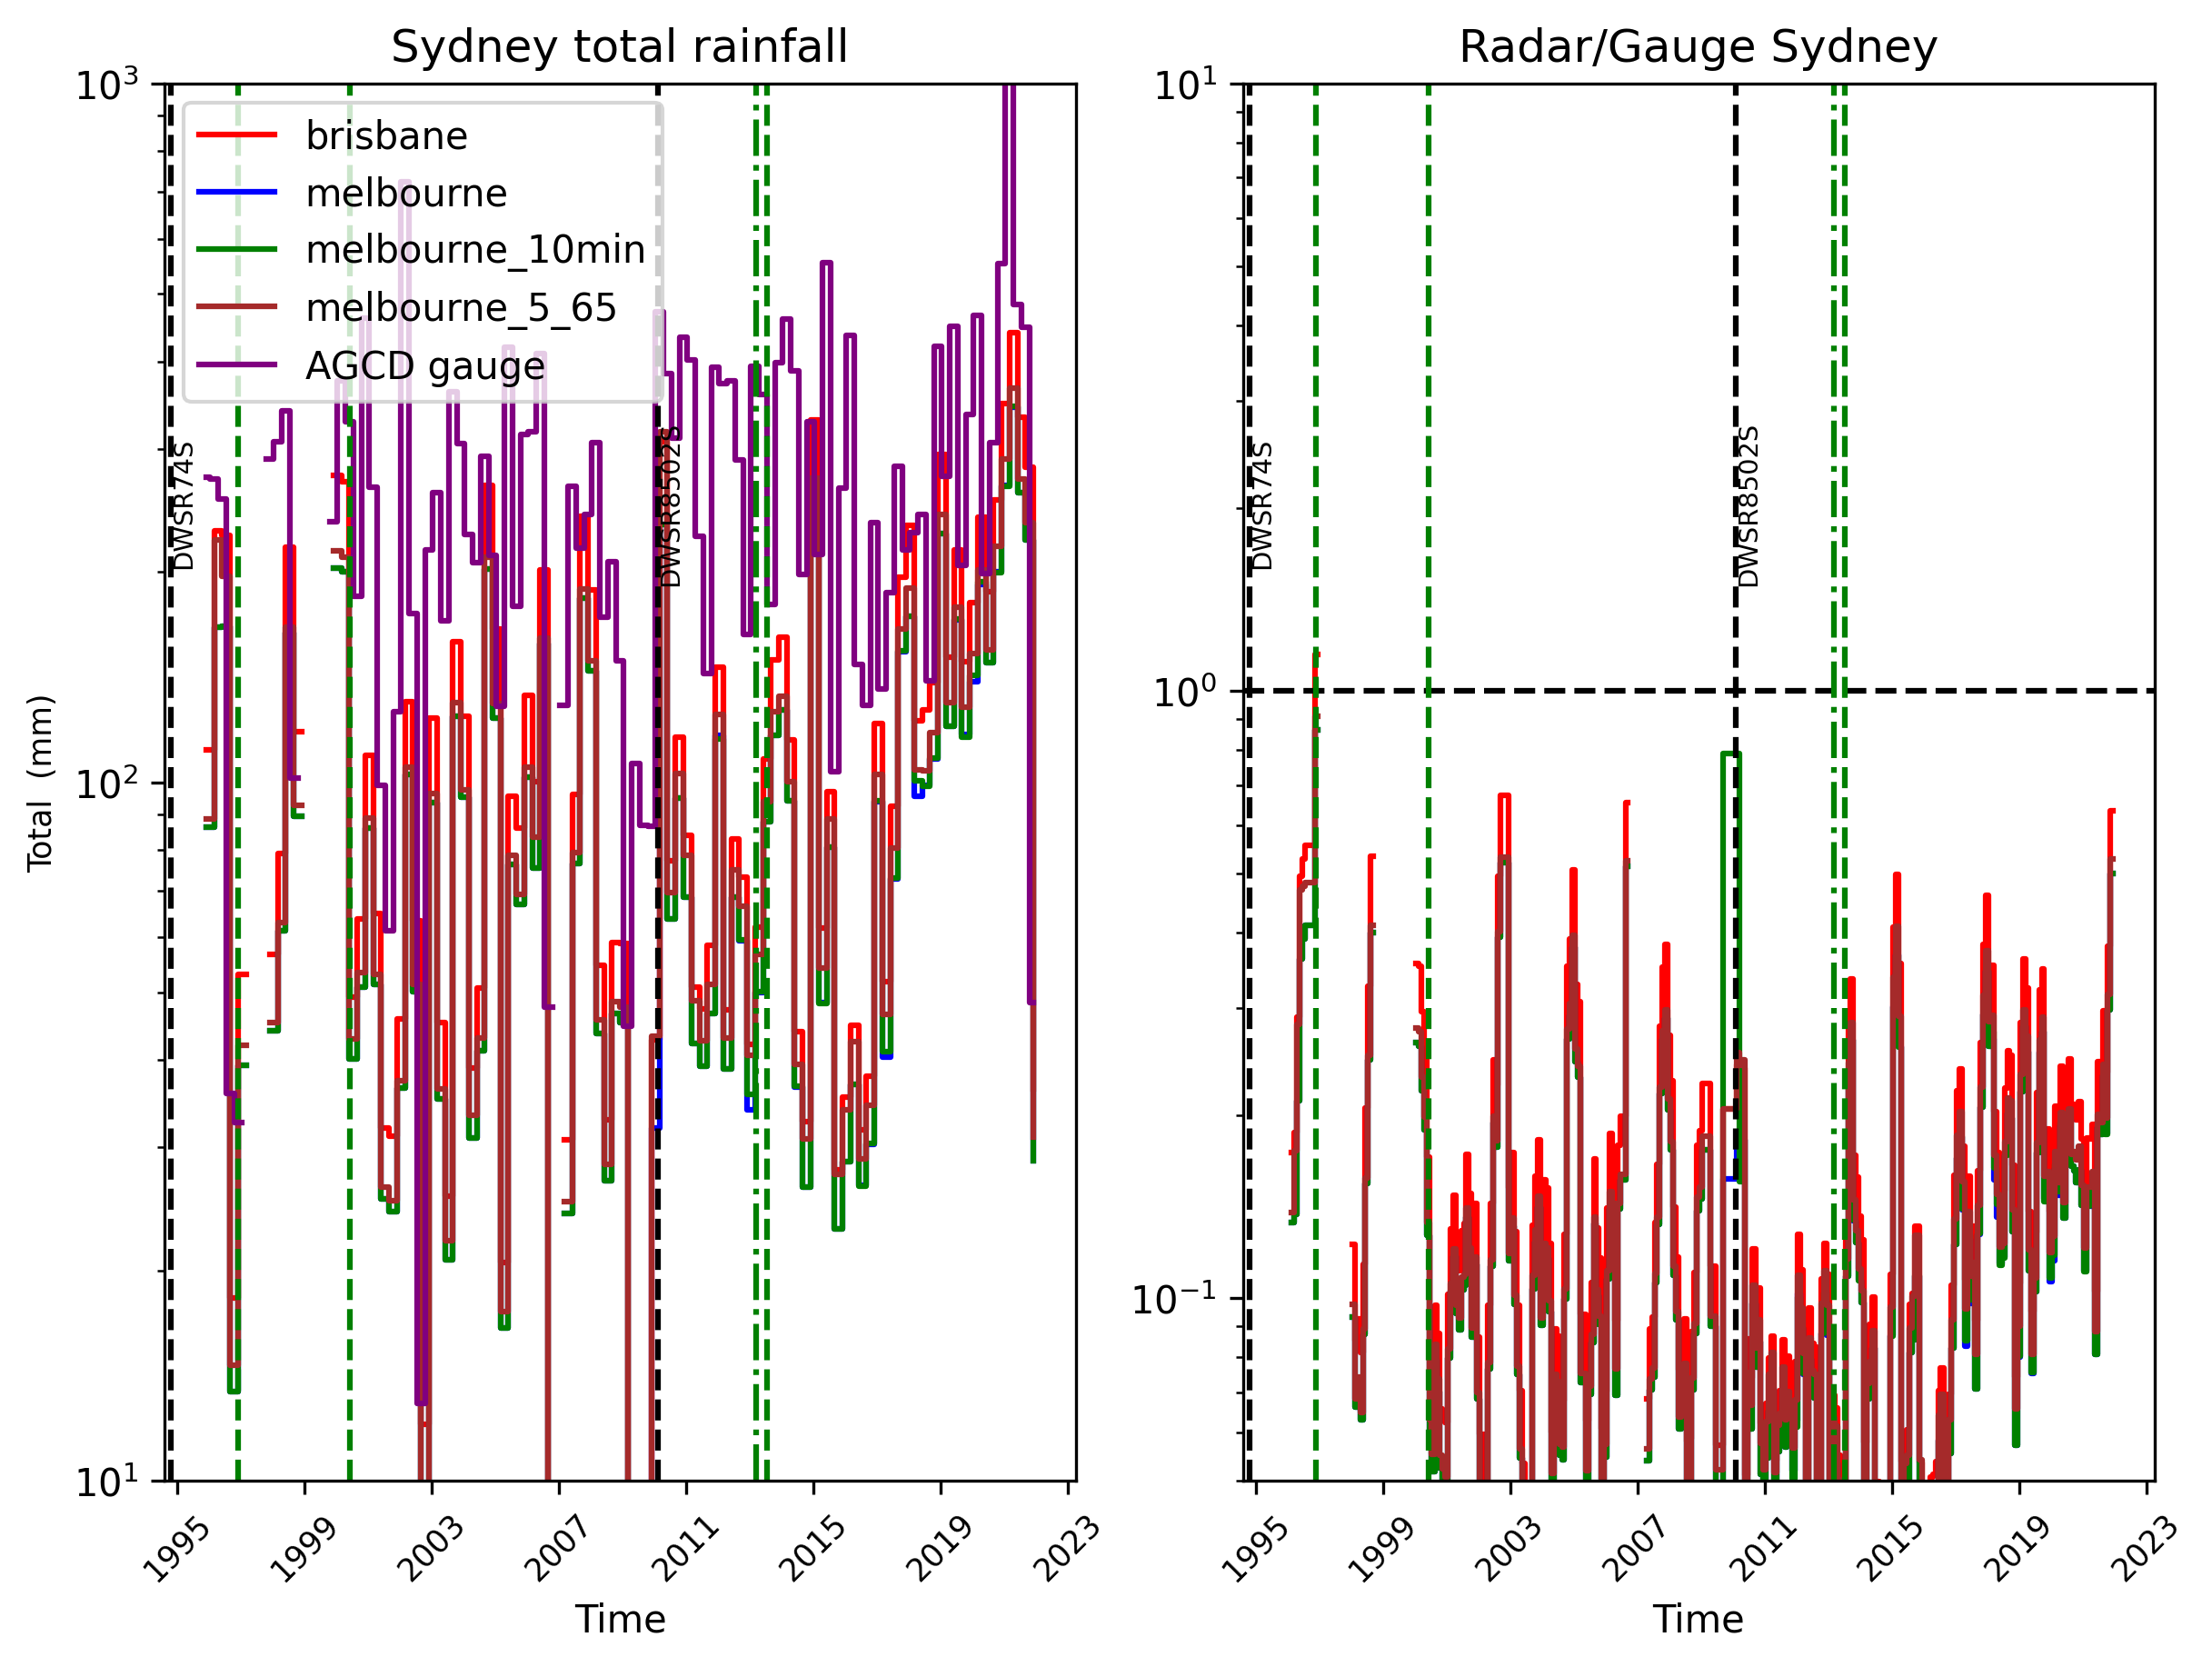 Sydney total rainfall
10³
10²
10¹
Total (mm)
brisbane
melbourne
melbourne_10min
melbourne_5_65
AGCD gauge
DWSR74S
DWSR8502S
1995
1999
2003
2007
2011
2015
2019
2023
Time
Radar/Gauge Sydney
10¹
10⁰
10⁻¹
DWSR74S
DWSR8502S
1995
1999
2003
2007
2011
2015
2019
2023
Time